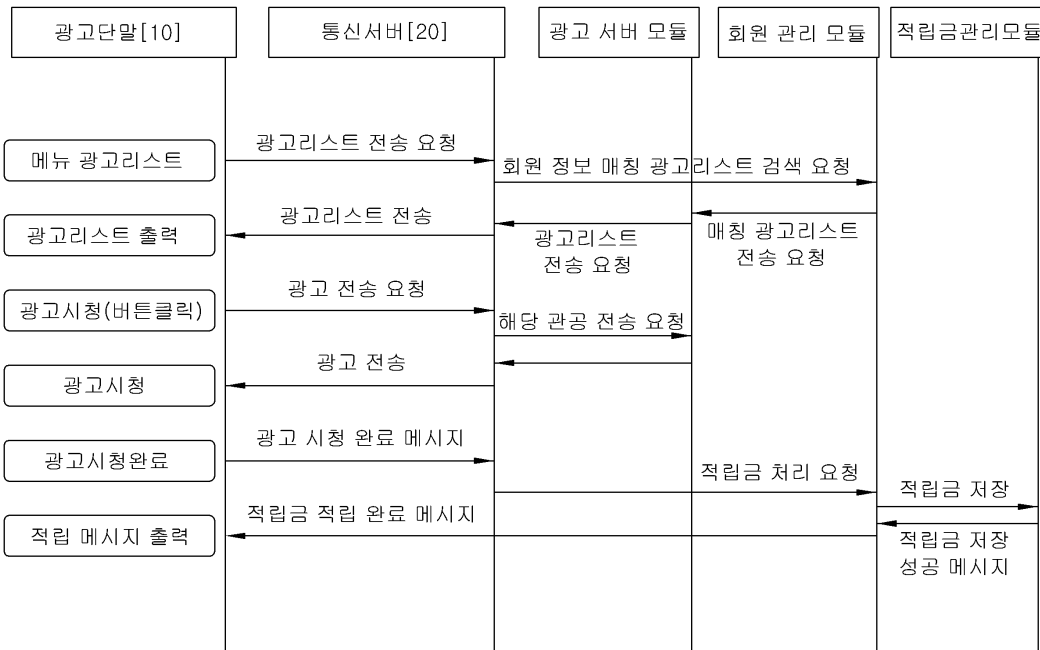 광고단말[10]
통신서버[20]
광고 서버 모듈
회원 관리 모듈
적립금관리모듈
메뉴 광고리스트
광고리스트 전송 요청
회원 정보 매칭 광고리스트 검색 요청
광고리스트 출력
광고리스트 전송
광고리스트
전송 요청
매칭 광고리스트
전송 요청
광고시청(버튼클릭)
광고 전송 요청
해당 관공 전송 요청
광고시청
광고 전송
광고시청완료
광고 시청 완료 메시지
적립금 처리 요청
적립금 저장
적립 메시지 출력
적립금 적립 완료 메시지
적립금 저장
성공 메시지